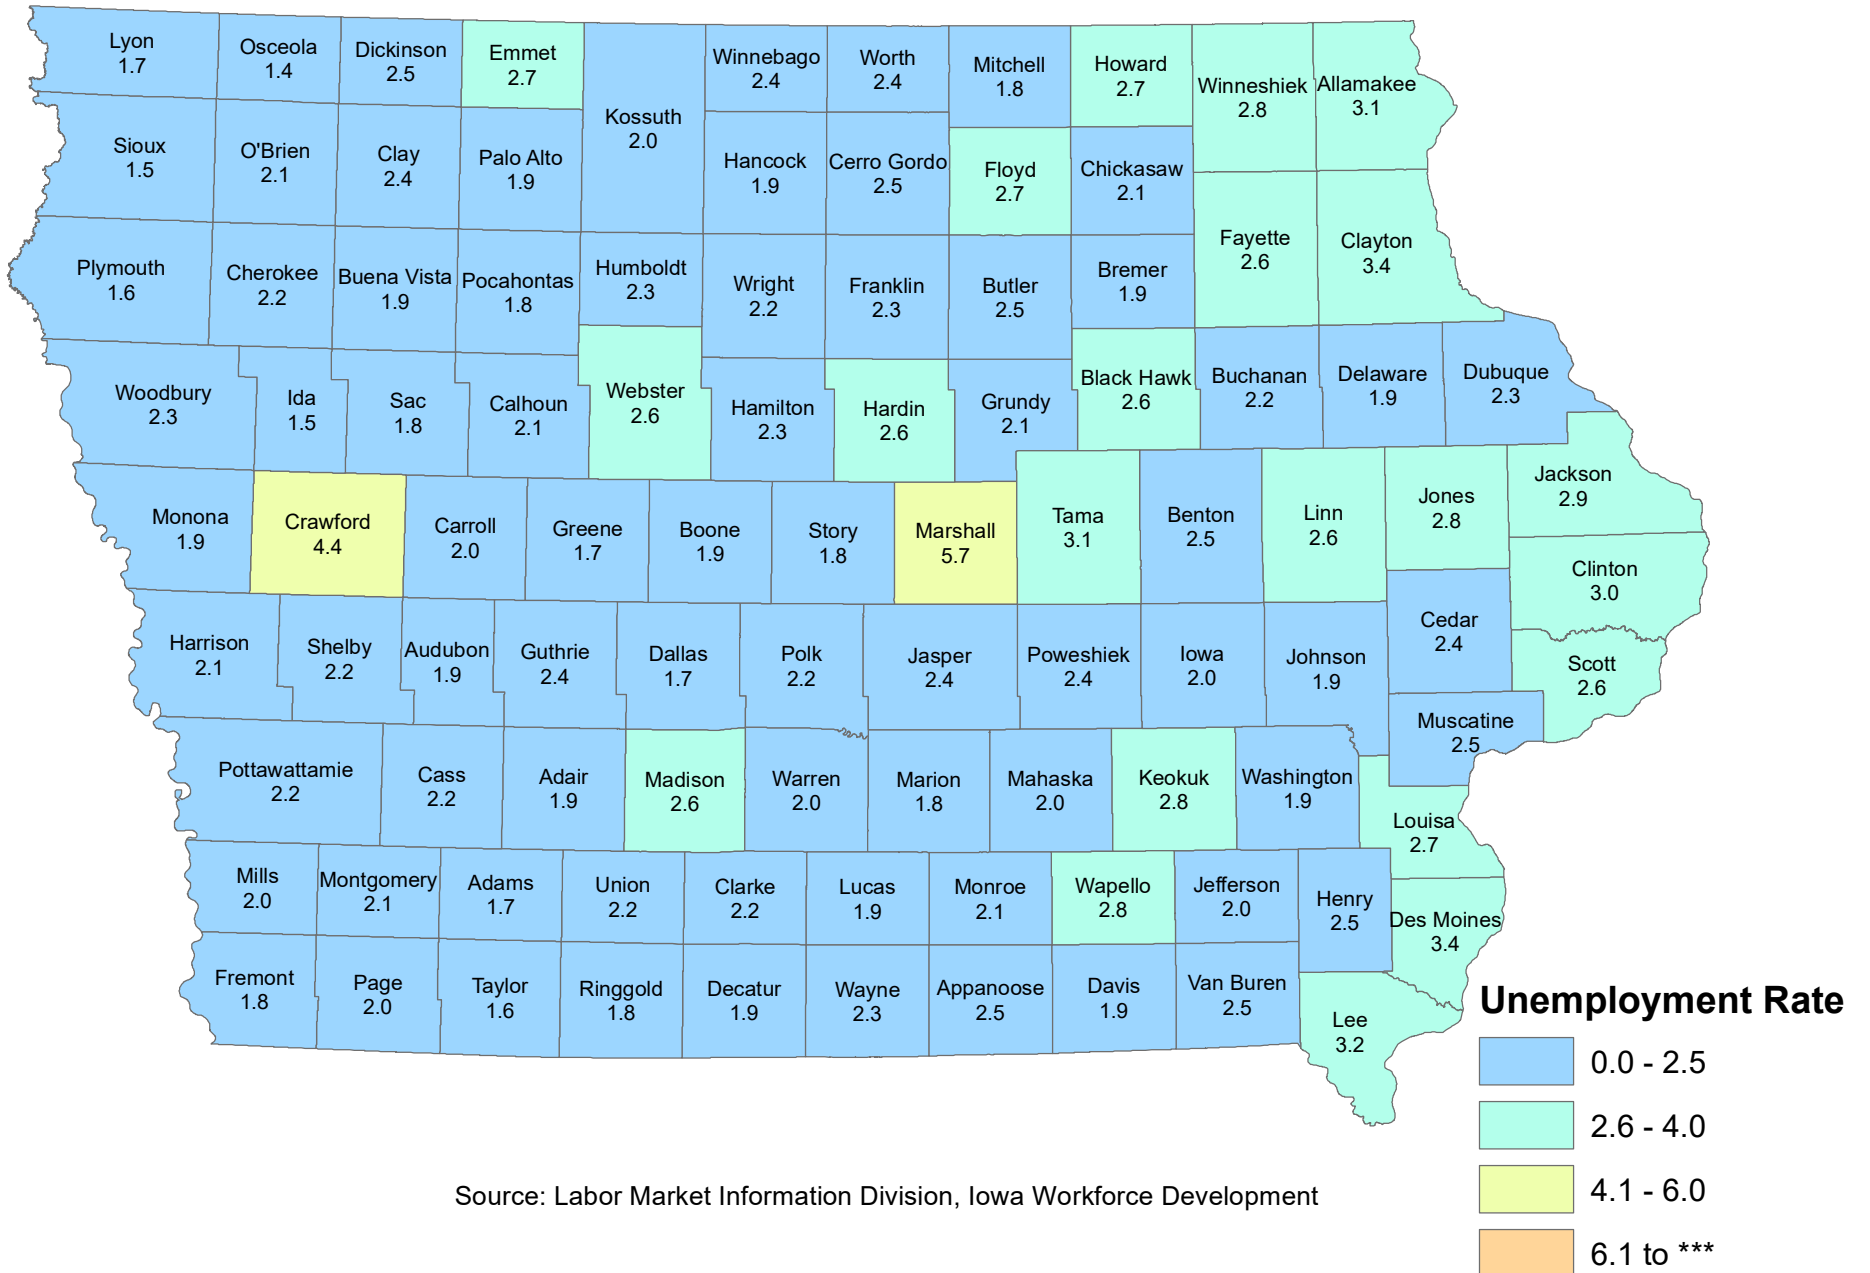 Lyon
1.7
Osceola
1.4
Dickinson
2.5
Emmet
2.7
Kossuth
2.0
Winnebago
2.4
Worth
2.4
Mitchell
1.8
Howard
2.7
Winneshiek
2.8
Allamakee
3.1
Sioux
1.5
O'Brien
2.1
Clay
2.4
Palo Alto
1.9
Hancock
1.9
Cerro Gordo
2.5
Floyd
2.7
Chickasaw
2.1
Fayette
2.6
Clayton
3.4
Plymouth
1.6
Cherokee
2.2
Buena Vista
1.9
Pocahontas
1.8
Humboldt
2.3
Wright
2.2
Franklin
2.3
Butler
2.5
Bremer
1.9
Woodbury
2.3
Ida
1.5
Sac
1.8
Calhoun
2.1
Webster
2.6
Hamilton
2.3
Hardin
2.6
Grundy
2.1
Black Hawk
2.6
Buchanan
2.2
Delaware
1.9
Dubuque
2.3
Monona
1.9
Crawford
4.4
Carroll
2.0
Greene
1.7
Boone
1.9
Story
1.8
Marshall
5.7
Tama
3.1
Benton
2.5
Linn
2.6
Jones
2.8
Jackson
2.9
Clinton
3.0
Harrison
2.1
Shelby
2.2
Audubon
1.9
Guthrie
2.4
Dallas
1.7
Polk
2.2
Jasper
2.4
Poweshiek
2.4
Iowa
2.0
Johnson
1.9
Cedar
2.4
Scott
2.6
Muscatine
2.5
Pottawattamie
2.2
Cass
2.2
Adair
1.9
Madison
2.6
Warren
2.0
Marion
1.8
Mahaska
2.0
Keokuk
2.8
Washington
1.9
Louisa
2.7
Mills
2.0
Montgomery
2.1
Adams
1.7
Union
2.2
Clarke
2.2
Lucas
1.9
Monroe
2.1
Wapello
2.8
Jefferson
2.0
Henry
2.5
Des Moines
3.4
Fremont
1.8
Page
2.0
Taylor
1.6
Ringgold
1.8
Decatur
1.9
Wayne
2.3
Appanoose
2.5
Davis
1.9
Van Buren
2.5
Lee
3.2
Unemployment Rate
0.0 - 2.5
2.6 - 4.0
4.1 - 6.0
6.1 to ***
Source: Labor Market Information Division, Iowa Workforce Development